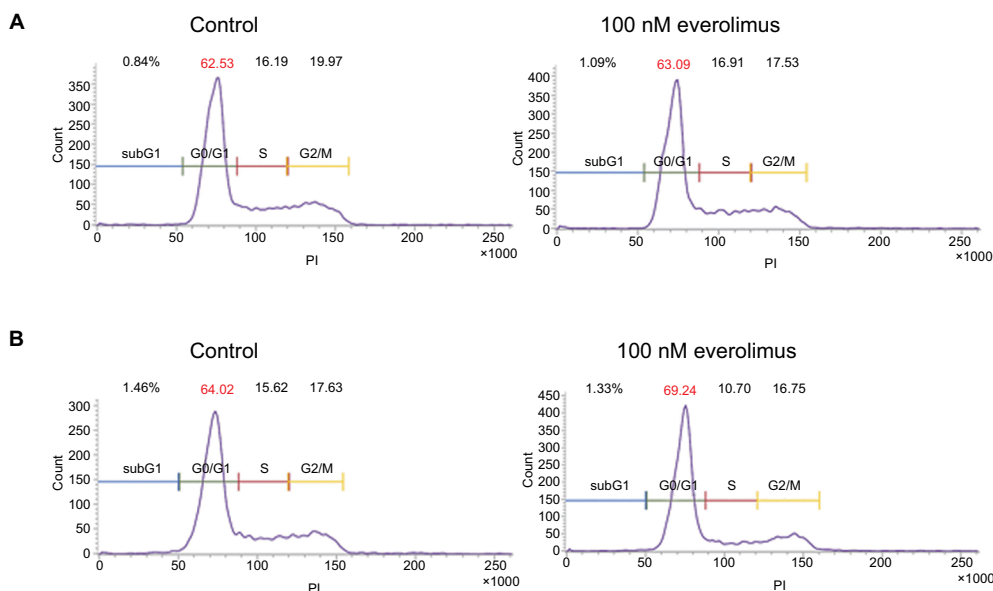 A
Control
0.84% 62.53 16.19 19.97
350
300
250
200
150
100
50
0
Count
subG1 G0/G1 S G2/M
0 50 100 150 200 250
×1000
PI
100 nM everolimus
1.09% 63.09 16.91 17.53
400
350
300
250
200
150
100
50
0
Count
subG1 G0/G1 S G2/M
0 50 100 150 200 250
×1000
PI
B
Control
1.46% 64.02 15.62 17.63
300
250
200
150
100
50
0
Count
subG1 G0/G1 S G2/M
0 50 100 150 200 250
×1000
PI
100 nM everolimus
1.33% 69.24 10.70 16.75
450
400
350
300
250
200
150
100
50
0
Count
subG1 G0/G1 S G2/M
0 50 100 150 200 250
×1000
PI